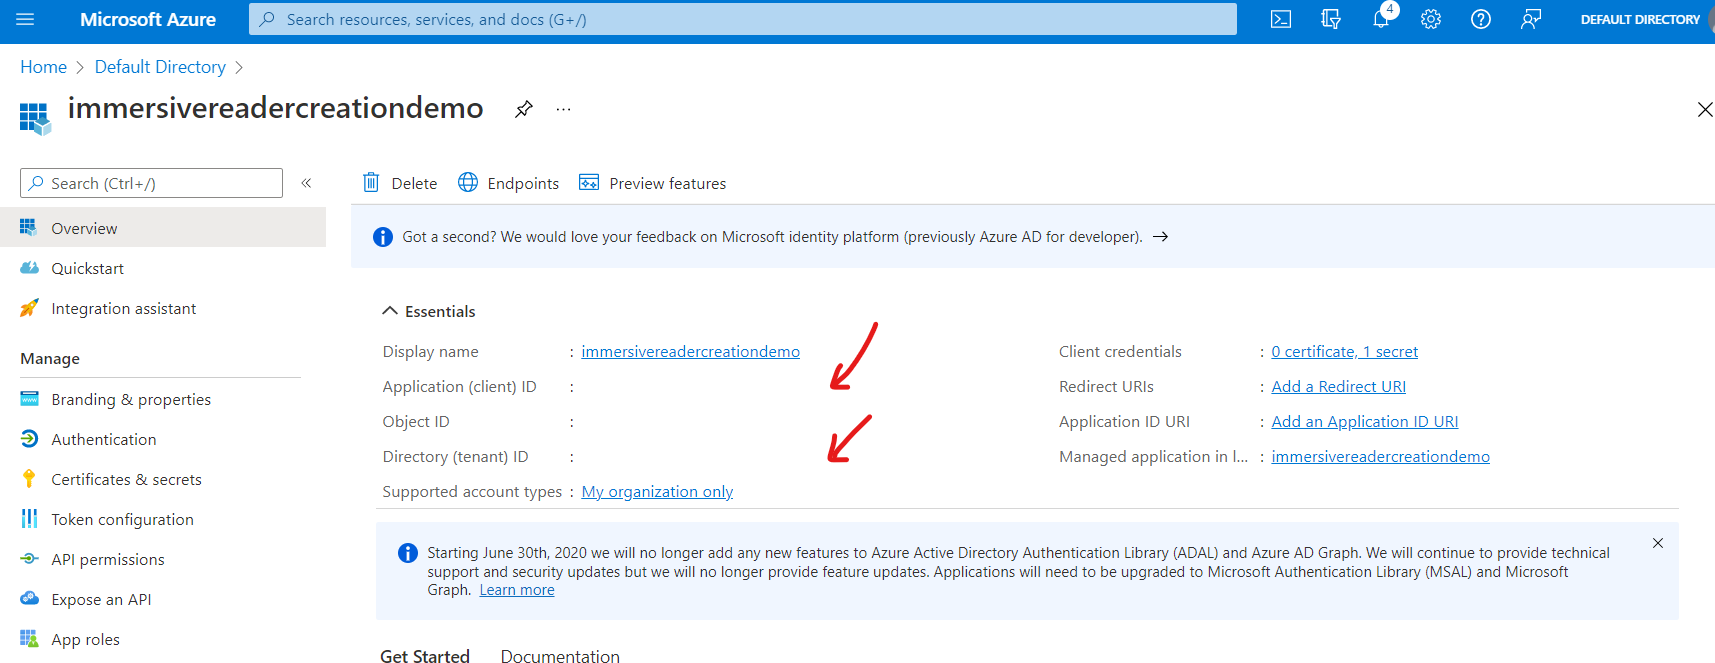 Microsoft Azure
Search resources, services, and docs (G+/)
4
DEFAULT DIRECTORY
Home > Default Directory >
immersivereadercreationdemo
...
Search (Ctrl+/)
«
Overview
Quickstart
Integration assistant
Manage
Branding & properties
Authentication
Certificates & secrets
Token configuration
API permissions
Expose an API
App roles
Delete
Endpoints
Preview features
Got a second? We would love your feedback on Microsoft identity platform (previously Azure AD for developer). →
Essentials
Display name : immersivereadercreationdemo
Application (client) ID :
Object ID :
Directory (tenant) ID :
Supported account types : My organization only
Client credentials : 0 certificate, 1 secret
Redirect URIs : Add a Redirect URI
Application ID URI : Add an Application ID URI
Managed application in l... : immersivereadercreationdemo
Starting June 30th, 2020 we will no longer add any new features to Azure Active Directory Authentication Library (ADAL) and Azure AD Graph. We will continue to provide technical
support and security updates but we will no longer provide feature updates. Applications will need to be upgraded to Microsoft Authentication Library (MSAL) and Microsoft
Graph. Learn more
Get Started
Documentation